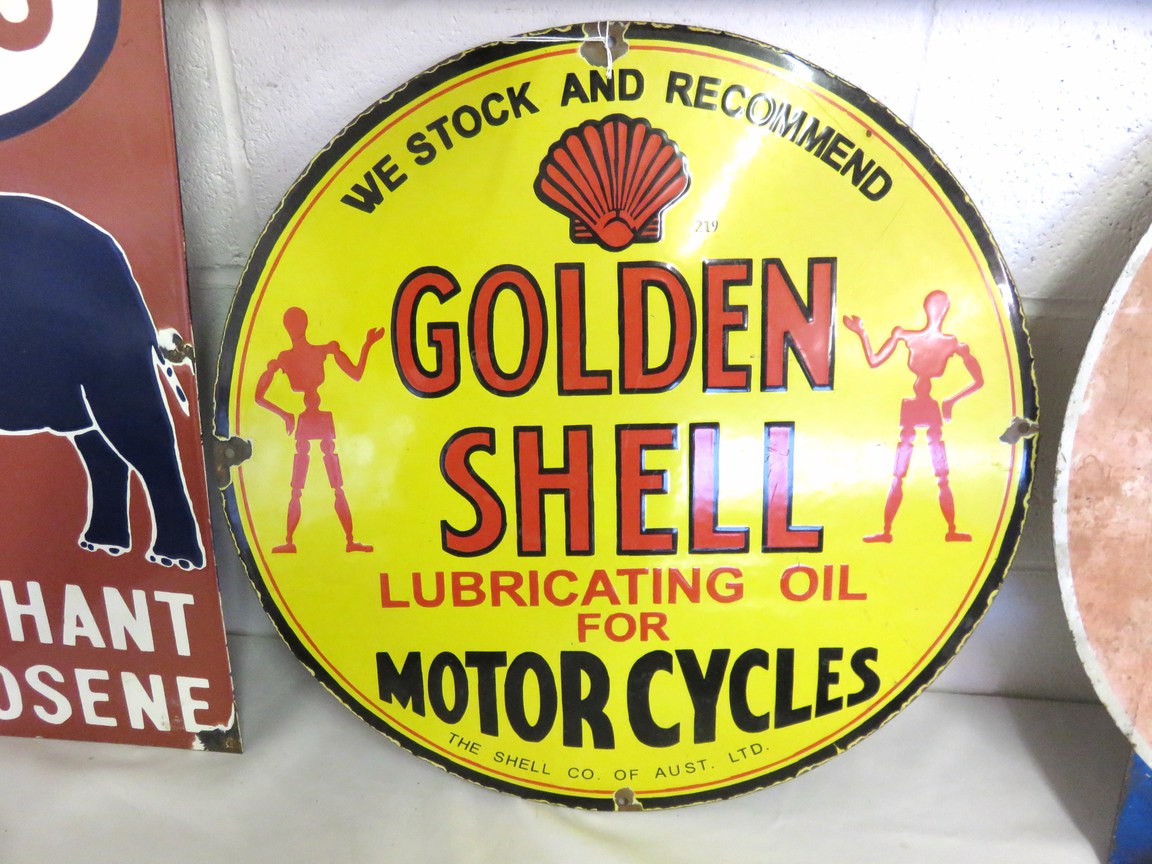 WE STOCK AND RECOMMEND
219
GOLDEN
SHELL
LUBRICATING OIL
FOR
MOTOR CYCLES
THE SHELL CO. OF AUST. LTD.
HANT
OSENE